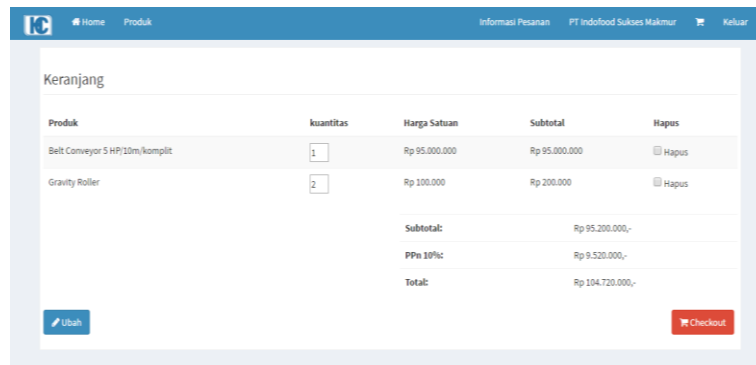 KC Home Produk Informasi Pesanan PT Indofood Sukses Makmur Keluar
Keranjang
Produk kuantitas Harga Satuan Subtotal Hapus
Belt Conveyor 5 HP/10m/komplit 1 Rp 95.000.000 Rp 95.000.000 Hapus
Gravity Roller 2 Rp 100.000 Rp 200.000 Hapus
Subtotal: Rp 95.200.000,-
PPn 10%: Rp 9.520.000,-
Total: Rp 104.720.000,-
Ubah Checkout